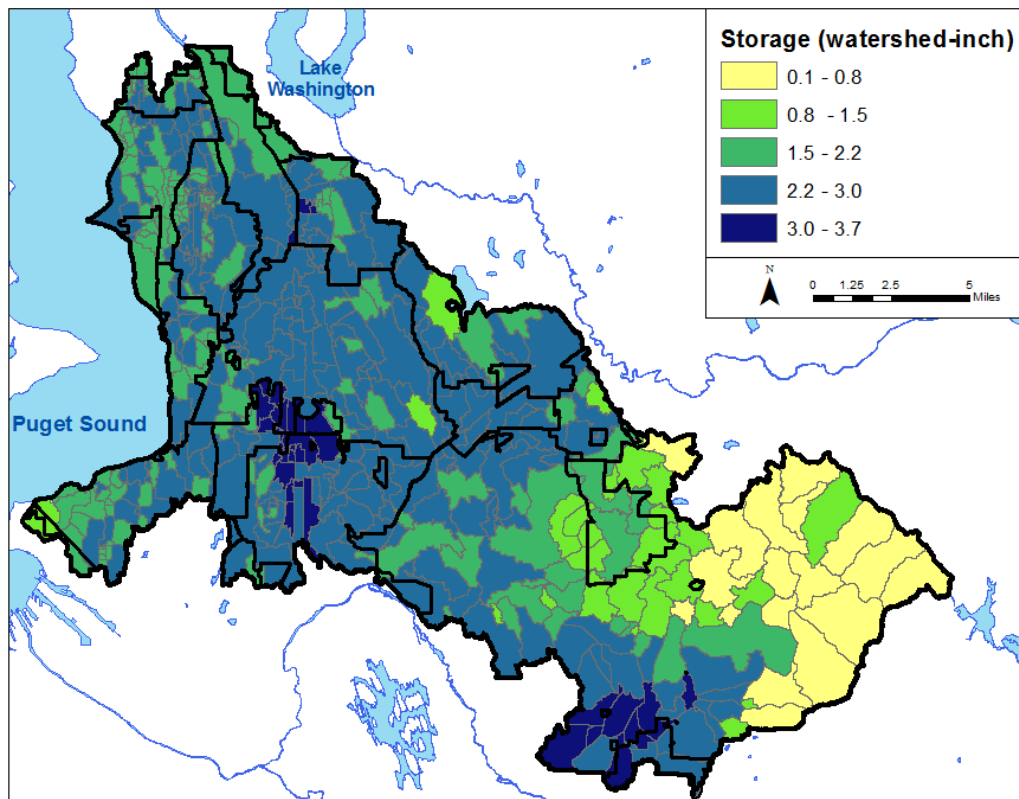 Lake
Washington
Storage (watershed-inch)
0.1 - 0.8
0.8 - 1.5
1.5 - 2.2
2.2 - 3.0
3.0 - 3.7
N
0 1.25 2.5 5
Miles
Puget Sound